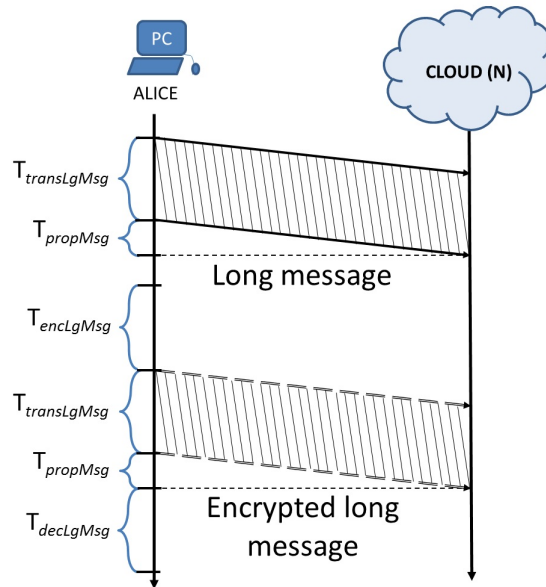 PC
ALICE
CLOUD (N)
TtransLgMsg
TpropMsg
Long message
TencLgMsg
TtransLgMsg
TpropMsg
Encrypted long
message
TdecLgMsg